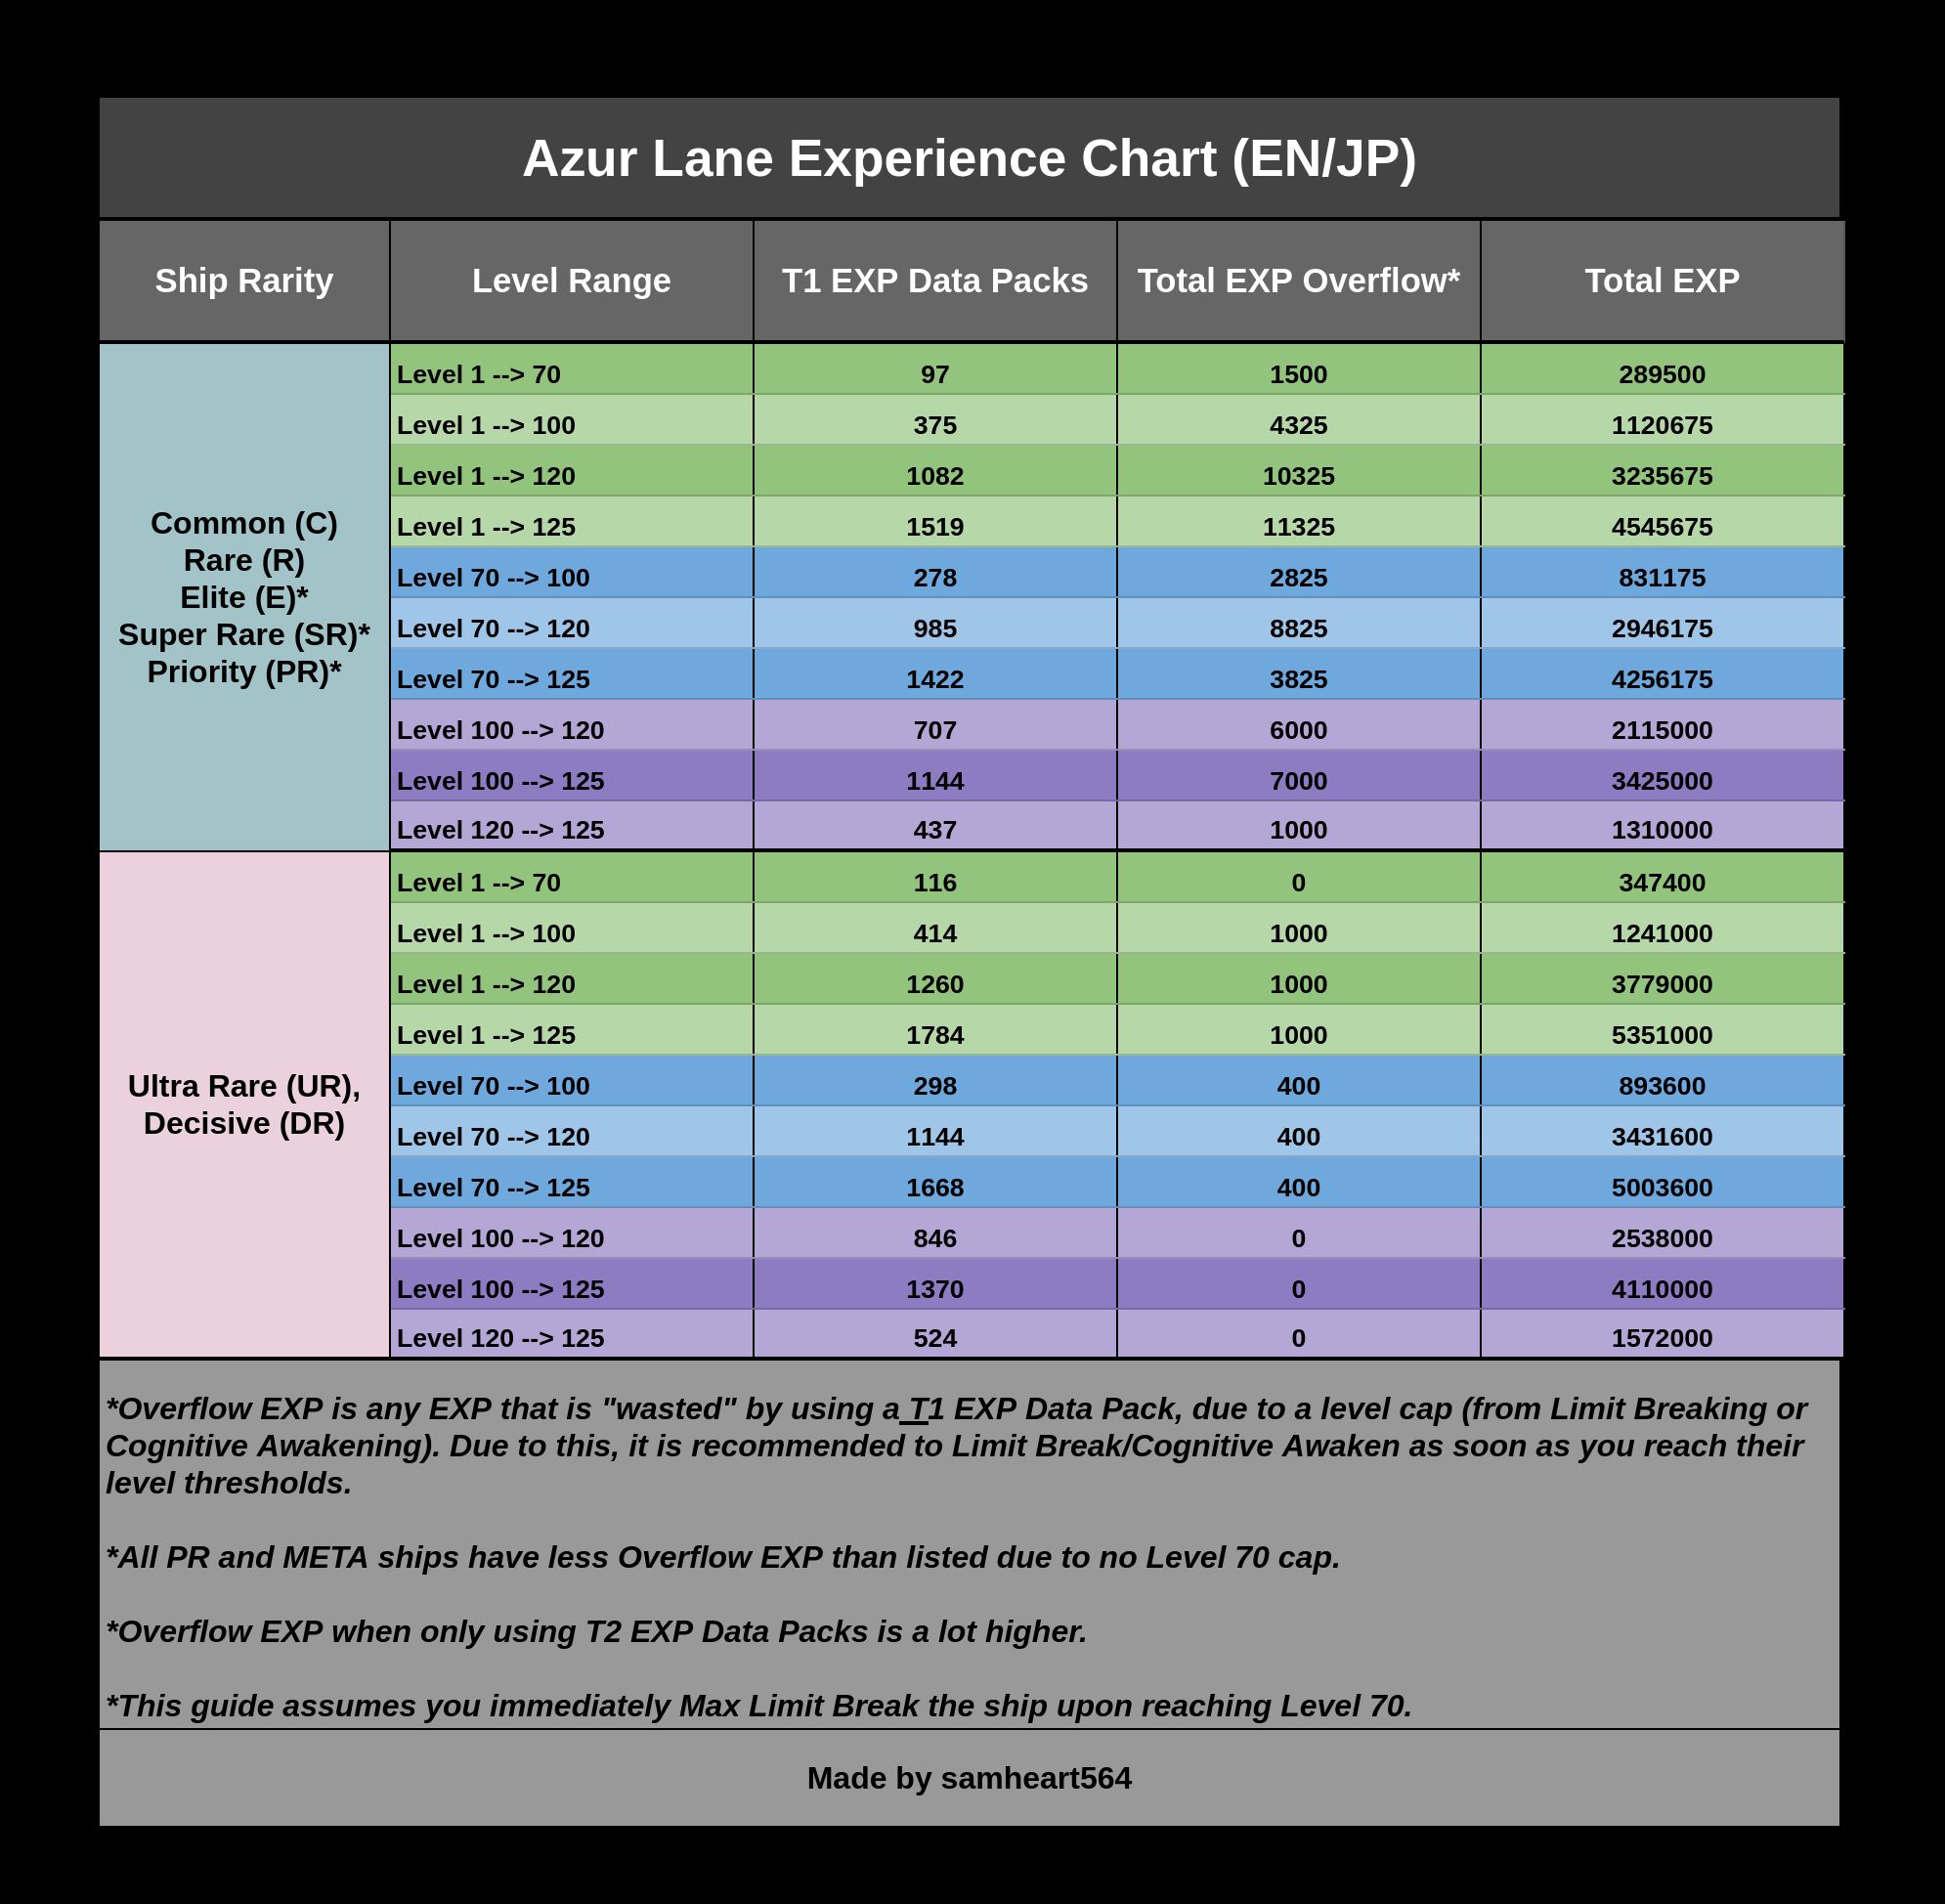 Azur Lane Experience Chart (EN/JP)
Ship Rarity Level Range T1 EXP Data Packs Total EXP Overflow* Total EXP
Common (C)
Rare (R)
Elite (E)*
Super Rare (SR)*
Priority (PR)*
Level 1 --> 70 97 1500 289500
Level 1 --> 100 375 4325 1120675
Level 1 --> 120 1082 10325 3235675
Level 1 --> 125 1519 11325 4545675
Level 70 --> 100 278 2825 831175
Level 70 --> 120 985 8825 2946175
Level 70 --> 125 1422 3825 4256175
Level 100 --> 120 707 6000 2115000
Level 100 --> 125 1144 7000 3425000
Level 120 --> 125 437 1000 1310000
Ultra Rare (UR),
Decisive (DR)
Level 1 --> 70 116 0 347400
Level 1 --> 100 414 1000 1241000
Level 1 --> 120 1260 1000 3779000
Level 1 --> 125 1784 1000 5351000
Level 70 --> 100 298 400 893600
Level 70 --> 120 1144 400 3431600
Level 70 --> 125 1668 400 5003600
Level 100 --> 120 846 0 2538000
Level 100 --> 125 1370 0 4110000
Level 120 --> 125 524 0 1572000
*Overflow EXP is any EXP that is "wasted" by using a T1 EXP Data Pack, due to a level cap (from Limit Breaking or
Cognitive Awakening). Due to this, it is recommended to Limit Break/Cognitive Awaken as soon as you reach their
level thresholds.
*All PR and META ships have less Overflow EXP than listed due to no Level 70 cap.
*Overflow EXP when only using T2 EXP Data Packs is a lot higher.
*This guide assumes you immediately Max Limit Break the ship upon reaching Level 70.
Made by samheart564